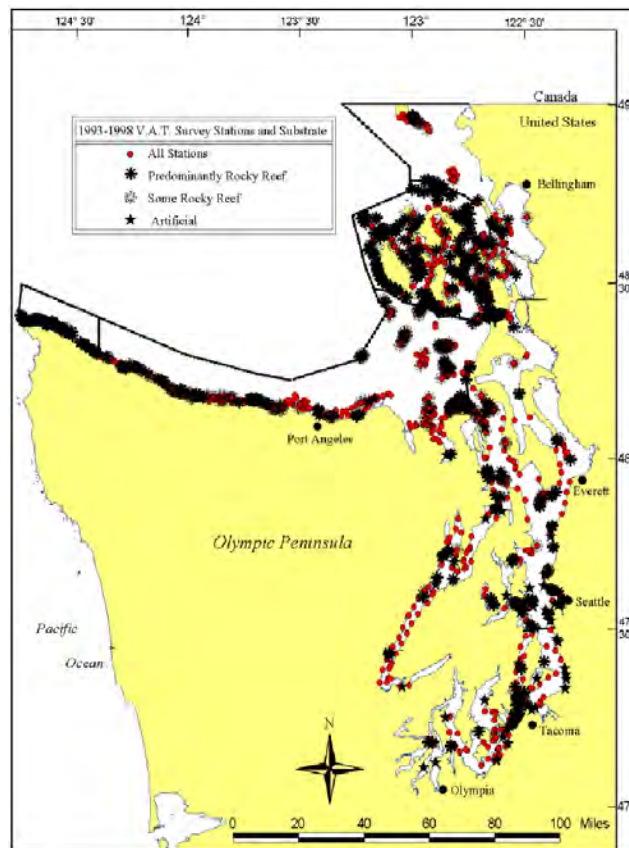 124° 30'
124°
123° 30'
123°
122° 30'
49
Canada
United States
1993-1998 V.A.T. Survey Stations and Substrate
All Stations
Predominantly Rocky Reef
Some Rocky Reef
Artificial
Bellingham
48
30
Port Angeles
48
Everett
Olympic Peninsula
Seattle
47
30
Pacific
Ocean
N
Tacoma
Olympia
47
Miles
0 20 40 60 80 100